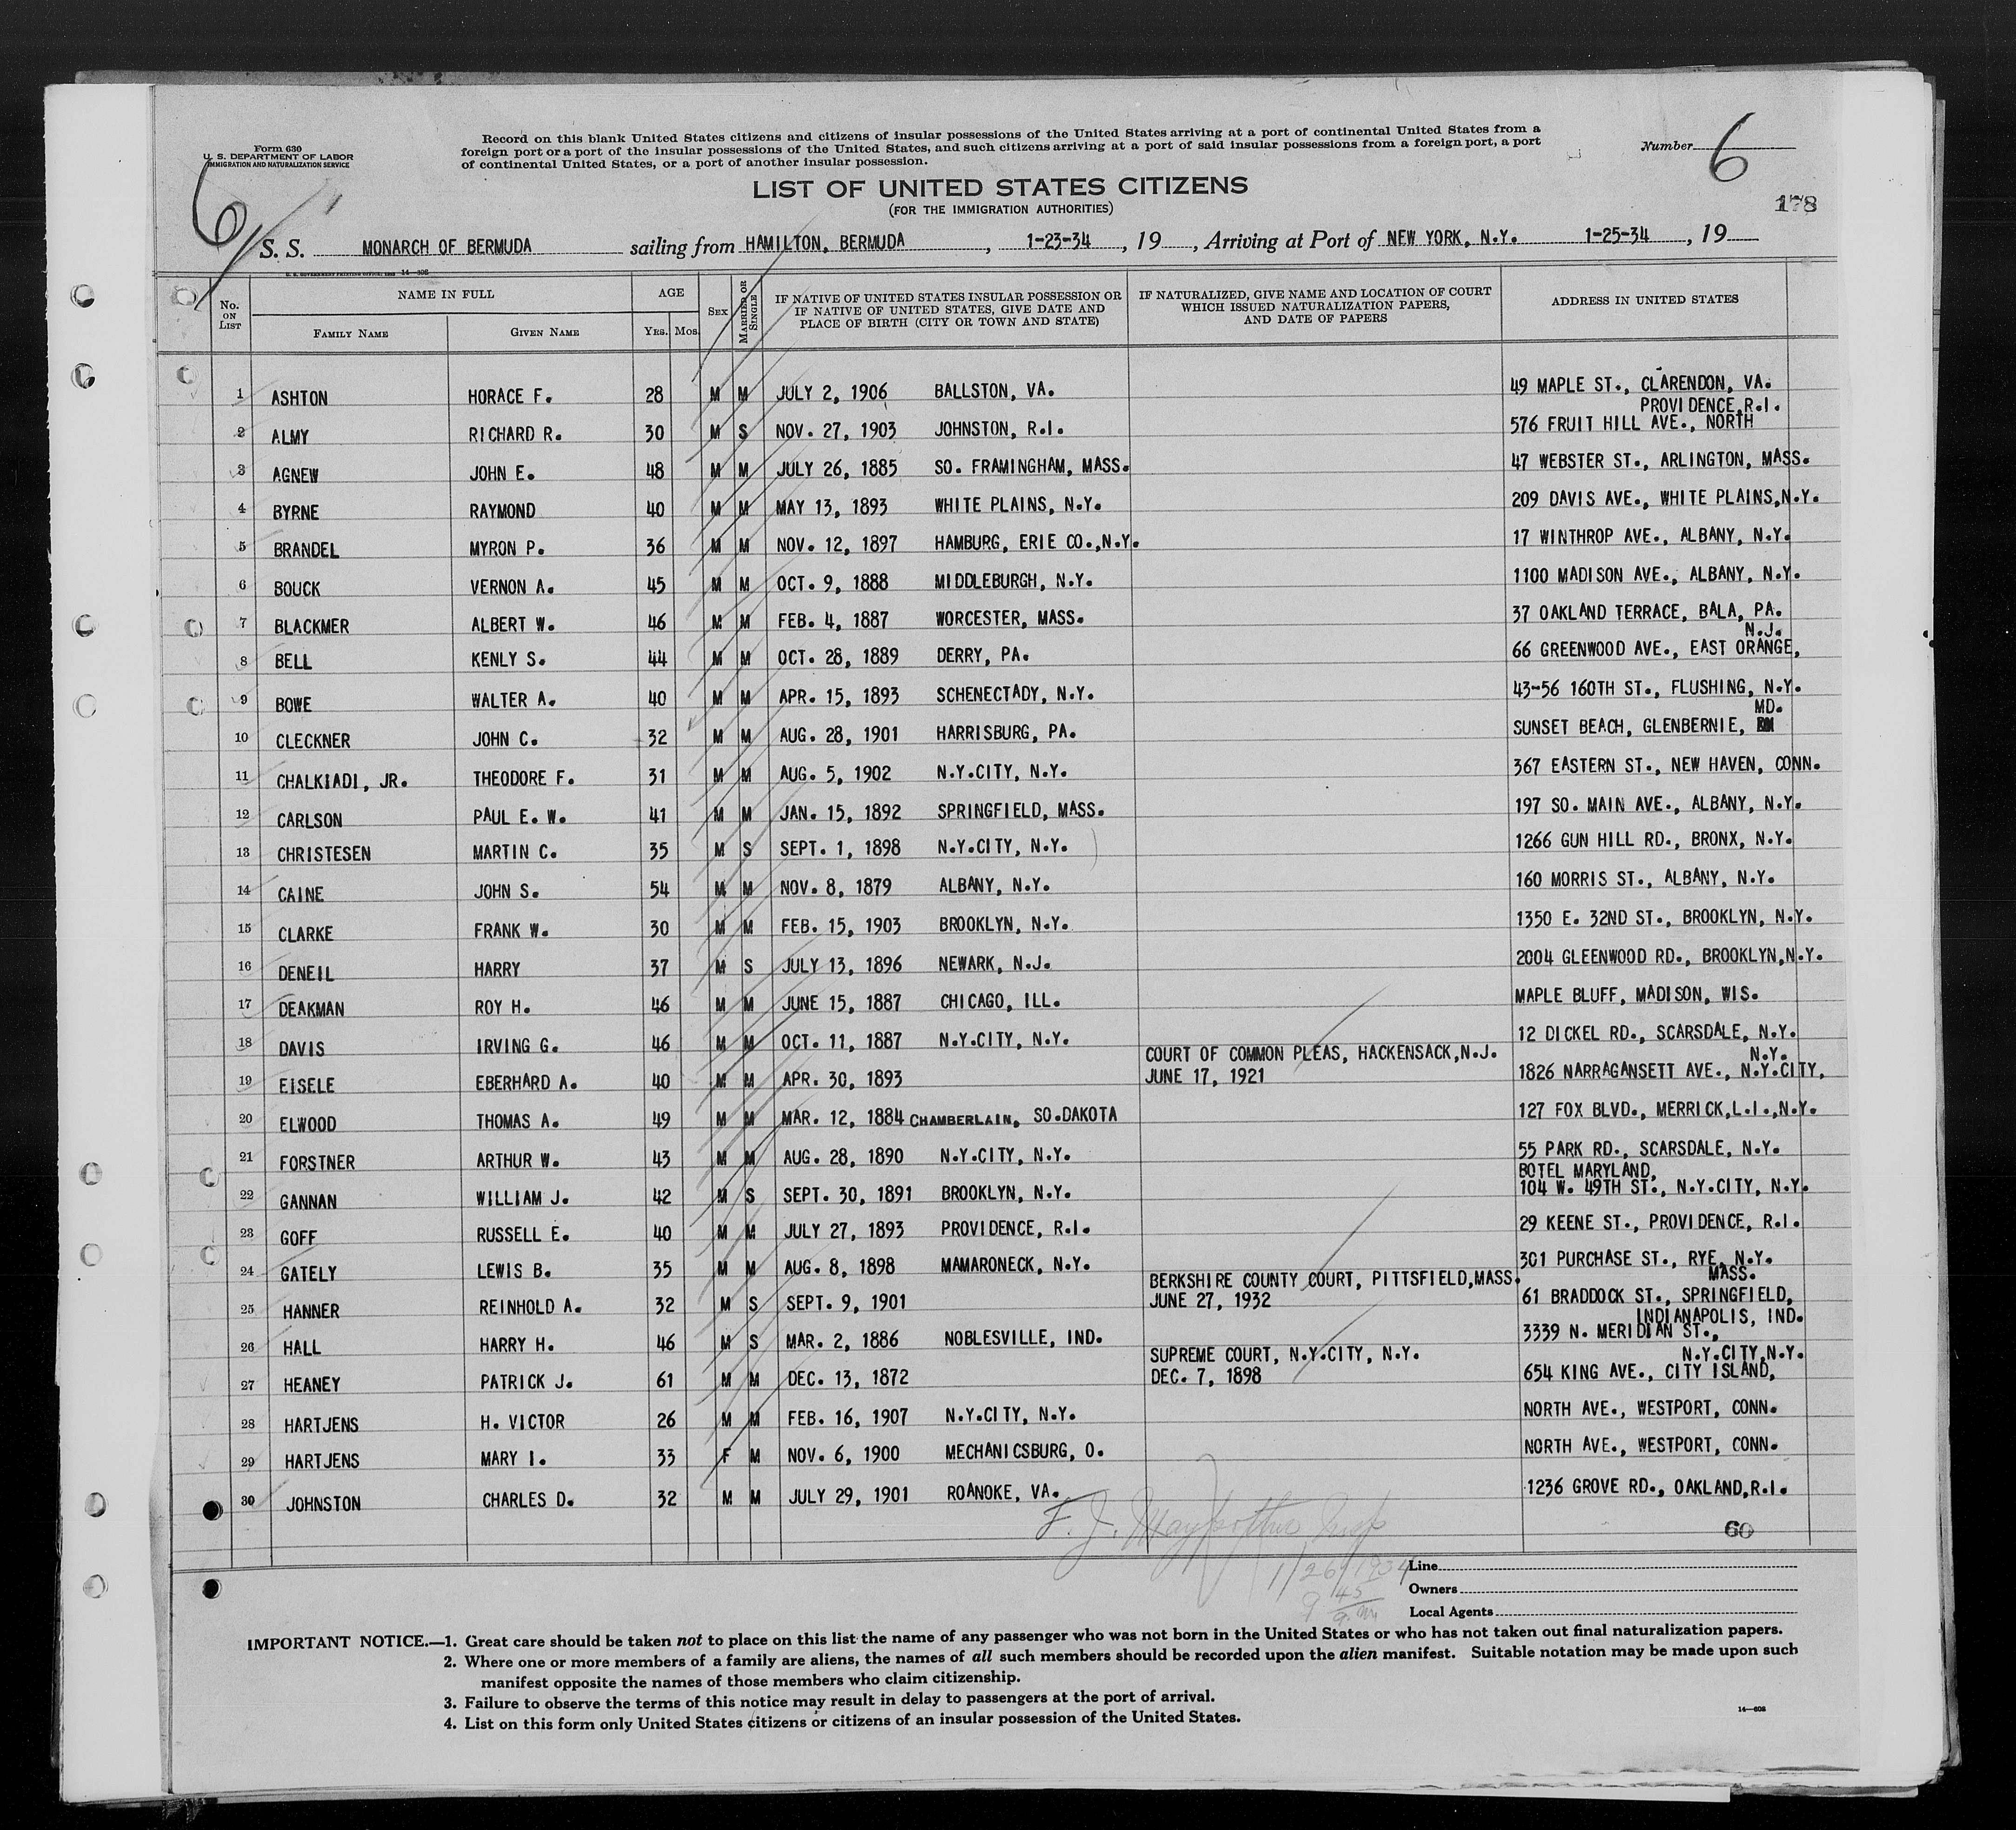 Form 630
U. S. DEPARTMENT OF LABOR
IMMIGRATION AND NATURALIZATION SERVICE
Record on this blank United States citizens and citizens of insular possessions of the United States arriving at a port of continental United States from a
foreign port or a port of the insular possessions of the United States, and such citizens arriving at a port of said insular possessions from a foreign port, a port
of continental United States, or a port of another insular possession.
Number 6
6
178
LIST OF UNITED STATES CITIZENS
(FOR THE IMMIGRATION AUTHORITIES)
S. S. MONARCH OF BERMUDA sailing from HAMILTON, BERMUDA, 1-23-34, 19, Arriving at Port of NEW YORK, N.Y. 1-25-34, 19
No. ON LIST NAME IN FULL FAMILY NAME GIVEN NAME AGE YRS. MOS. SEX MARRIED OR SINGLE IF NATIVE OF UNITED STATES INSULAR POSSESSION OR IF NATIVE OF UNITED STATES, GIVE DATE AND PLACE OF BIRTH (CITY OR TOWN AND STATE) IF NATURALIZED, GIVE NAME AND LOCATION OF COURT WHICH ISSUED NATURALIZATION PAPERS, AND DATE OF PAPERS ADDRESS IN UNITED STATES
1 ASHTON HORACE F. 28 M M JULY 2, 1906 BALLSTON, VA. 49 MAPLE ST., CLARENDON, VA.
PROVIDENCE,R.I.
2 ALMY RICHARD R. 30 M S NOV. 27, 1903 JOHNSTON, R.I. 576 FRUIT HILL AVE., NORTH
3 AGNEW JOHN E. 48 M M JULY 26, 1885 SO. FRAMINGHAM, MASS. 47 WEBSTER ST., ARLINGTON, MASS.
4 BYRNE RAYMOND 40 M M MAY 13, 1893 WHITE PLAINS, N.Y. 209 DAVIS AVE., WHITE PLAINS,N.Y.
5 BRANDEL MYRON P. 36 M M NOV. 12, 1897 HAMBURG, ERIE CO.,N.Y. 17 WINTHROP AVE., ALBANY, N.Y.
6 BOUCK VERNON A. 45 M M OCT. 9, 1888 MIDDLEBURGH, N.Y. 1100 MADISON AVE., ALBANY, N.Y.
7 BLACKMER ALBERT W. 46 M M FEB. 4, 1887 WORCESTER, MASS. 37 OAKLAND TERRACE, BALA, PA.
N.J.
8 BELL KENLY S. 44 M M OCT. 28, 1889 DERRY, PA. 66 GREENWOOD AVE., EAST ORANGE,
9 BOWE WALTER A. 40 M M APR. 15, 1893 SCHENECTADY, N.Y. 43-56 160TH ST., FLUSHING, N.Y.
MD.
10 CLECKNER JOHN C. 32 M M AUG. 28, 1901 HARRISBURG, PA. SUNSET BEACH, GLENBERNIE,
11 CHALKIADI, JR. THEODORE F. 31 M M AUG. 5, 1902 N.Y.CITY, N.Y. 367 EASTERN ST., NEW HAVEN, CONN.
12 CARLSON PAUL E. W. 41 M M JAN. 15, 1892 SPRINGFIELD, MASS. 197 SO. MAIN AVE., ALBANY, N.Y.
13 CHRISTESEN MARTIN C. 35 M S SEPT. 1, 1898 N.Y.CITY, N.Y. 1266 GUN HILL RD., BRONX, N.Y.
14 CAINE JOHN S. 54 M M NOV. 8, 1879 ALBANY, N.Y. 160 MORRIS ST., ALBANY, N.Y.
15 CLARKE FRANK W. 30 M M FEB. 15, 1903 BROOKLYN, N.Y. 1350 E. 32ND ST., BROOKLYN, N.Y.
16 DENEIL HARRY 37 M S JULY 13, 1896 NEWARK, N.J. 2004 GLEENWOOD RD., BROOKLYN,N.Y.
17 DEAKMAN ROY H. 46 M M JUNE 15, 1887 CHICAGO, ILL. MAPLE BLUFF, MADISON, WIS.
18 DAVIS IRVING G. 46 M M OCT. 11, 1887 N.Y.CITY, N.Y. 12 DICKEL RD., SCARSDALE, N.Y.
COURT OF COMMON PLEAS, HACKENSACK,N.J. N.Y.
19 EISELE EBERHARD A. 40 M M APR. 30, 1893 JUNE 17, 1921 1826 NARRAGANSETT AVE., N.Y.CITY,
20 ELWOOD THOMAS A. 49 M M MAR. 12, 1884 CHAMBERLAIN, SO.DAKOTA 127 FOX BLVD., MERRICK,L.I.,N.Y.
21 FORSTNER ARTHUR W. 43 M M AUG. 28, 1890 N.Y.CITY, N.Y. 55 PARK RD., SCARSDALE, N.Y.
BOTEL MARYLAND,
22 GANNAN WILLIAM J. 42 M S SEPT. 30, 1891 BROOKLYN, N.Y. 104 W. 49TH ST., N.Y.CITY, N.Y.
23 GOFF RUSSELL E. 40 M M JULY 27, 1893 PROVIDENCE, R.I. 29 KEENE ST., PROVIDENCE, R.I.
24 GATELY LEWIS B. 35 M M AUG. 8, 1898 MAMARONECK, N.Y. 301 PURCHASE ST., RYE, N.Y.
BERKSHIRE COUNTY COURT, PITTSFIELD,MASS. MASS.
25 HANNER REINHOLD A. 32 M S SEPT. 9, 1901 JUNE 27, 1932 61 BRADDOCK ST., SPRINGFIELD,
INDIANAPOLIS, IND.
26 HALL HARRY H. 46 M S MAR. 2, 1886 NOBLESVILLE, IND. 3339 N. MERIDIAN ST.,
SUPREME COURT, N.Y.CITY, N.Y. N.Y.CITY,N.Y.
27 HEANEY PATRICK J. 61 M M DEC. 13, 1872 DEC. 7, 1898 654 KING AVE., CITY ISLAND,
28 HARTJENS H. VICTOR 26 M M FEB. 16, 1907 N.Y.CITY, N.Y. NORTH AVE., WESTPORT, CONN.
29 HARTJENS MARY I. 33 F M NOV. 6, 1900 MECHANICSBURG, O. NORTH AVE., WESTPORT, CONN.
30 JOHNSTON CHARLES D. 32 M M JULY 29, 1901 ROANOKE, VA. 1236 GROVE RD., OAKLAND,R.I.
F. J.
60
1/26/1934
9 45 a.m.
Line
Owners
Local Agents
IMPORTANT NOTICE.—1. Great care should be taken not to place on this list the name of any passenger who was not born in the United States or who has not taken out final naturalization papers.
2. Where one or more members of a family are aliens, the names of all such members should be recorded upon the alien manifest. Suitable notation may be made upon such
manifest opposite the names of those members who claim citizenship.
3. Failure to observe the terms of this notice may result in delay to passengers at the port of arrival.
4. List on this form only United States citizens or citizens of an insular possession of the United States.
14—608